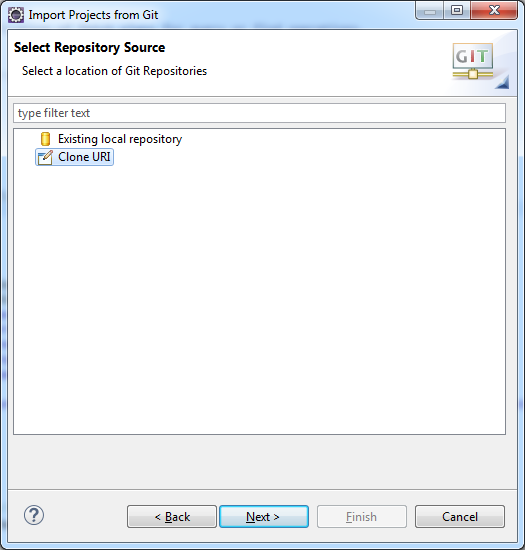 Import Projects from Git
Select Repository Source
Select a location of Git Repositories
GIT
type filter text
Existing local repository
Clone URI
?
< Back
Next >
Finish
Cancel